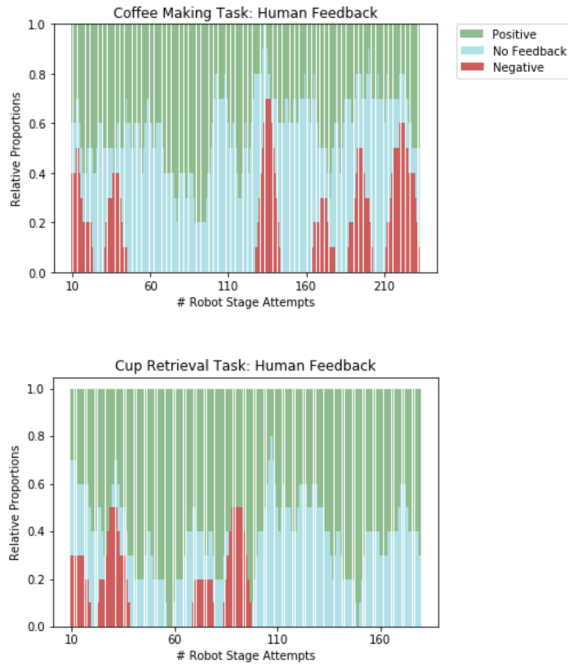 Coffee Making Task: Human Feedback
Positive
No Feedback
Negative
1.0
0.8
0.6
0.4
0.2
0.0
Relative Proportions
10 60 110 160 210
# Robot Stage Attempts
Cup Retrieval Task: Human Feedback
1.0
0.8
0.6
0.4
0.2
0.0
Relative Proportions
10 60 110 160
# Robot Stage Attempts